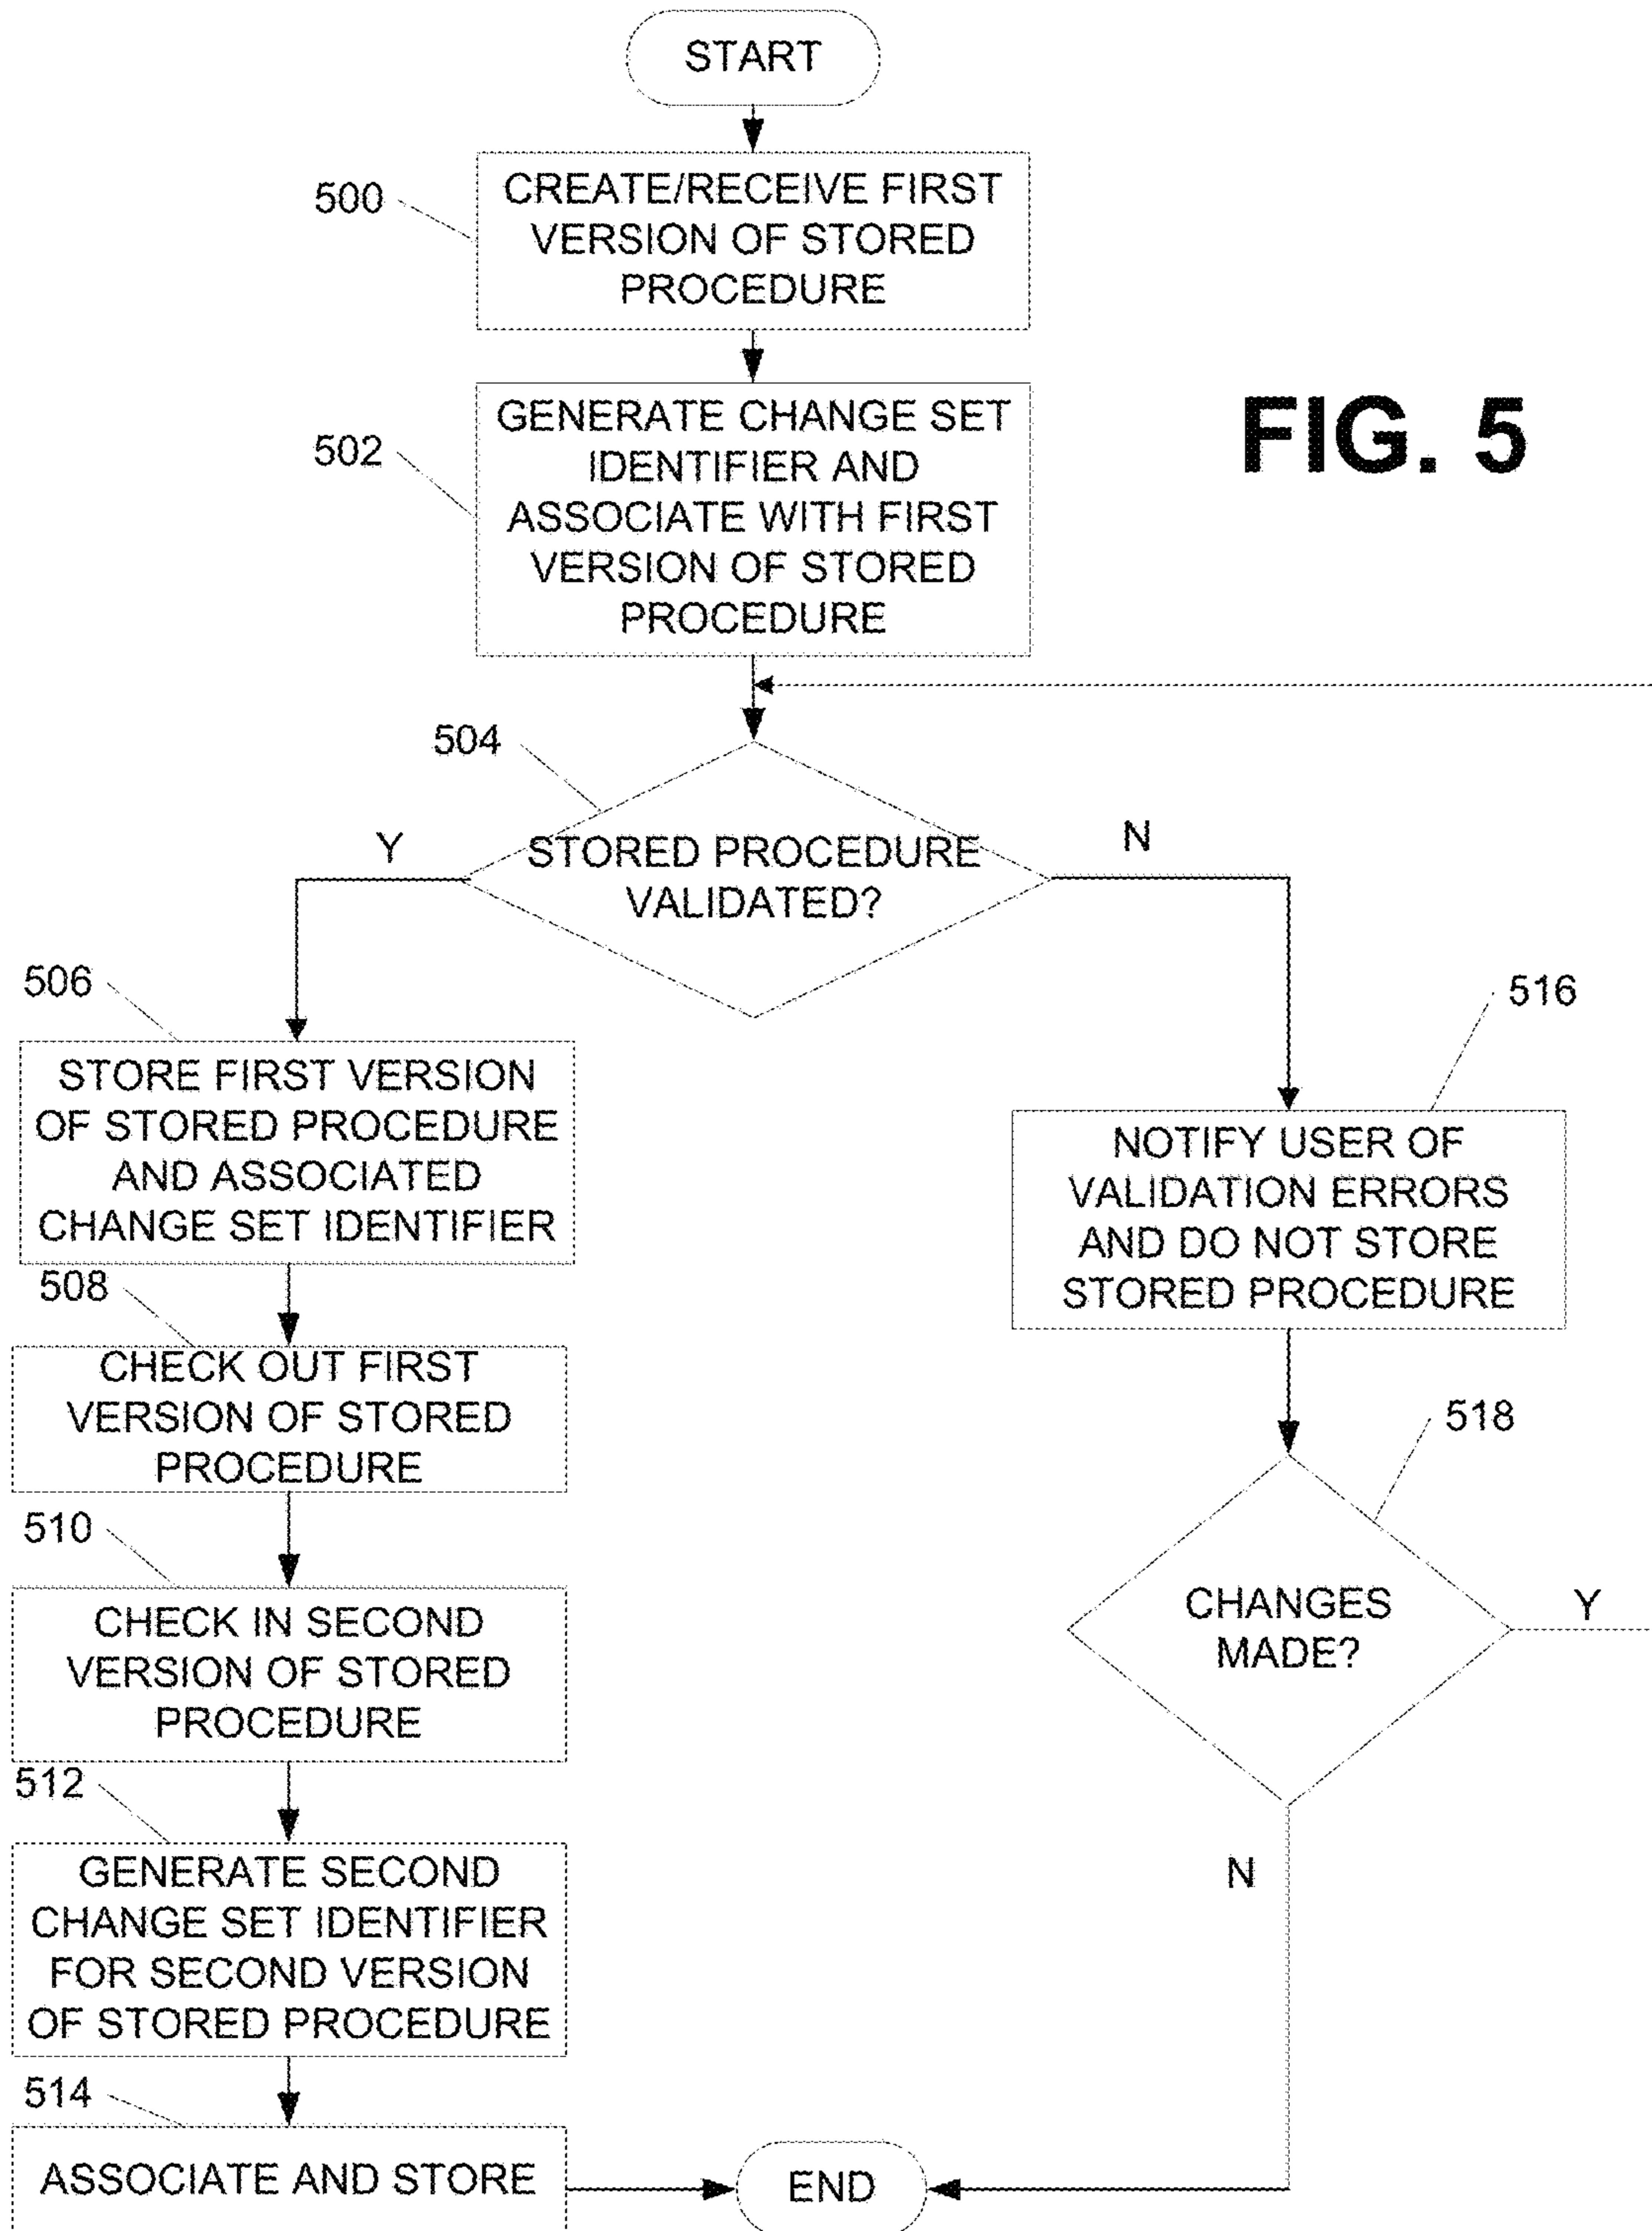 START
500
CREATE/RECEIVE FIRST
VERSION OF STORED
PROCEDURE
502
GENERATE CHANGE SET
IDENTIFIER AND
ASSOCIATE WITH FIRST
VERSION OF STORED
PROCEDURE
FIG. 5
504
STORED PROCEDURE
VALIDATED?
Y
N
506
STORE FIRST VERSION
OF STORED PROCEDURE
AND ASSOCIATED
CHANGE SET IDENTIFIER
516
NOTIFY USER OF
VALIDATION ERRORS
AND DO NOT STORE
STORED PROCEDURE
508
CHECK OUT FIRST
VERSION OF STORED
PROCEDURE
518
CHANGES
MADE?
Y
N
510
CHECK IN SECOND
VERSION OF STORED
PROCEDURE
512
GENERATE SECOND
CHANGE SET IDENTIFIER
FOR SECOND VERSION
OF STORED PROCEDURE
514
ASSOCIATE AND STORE
END